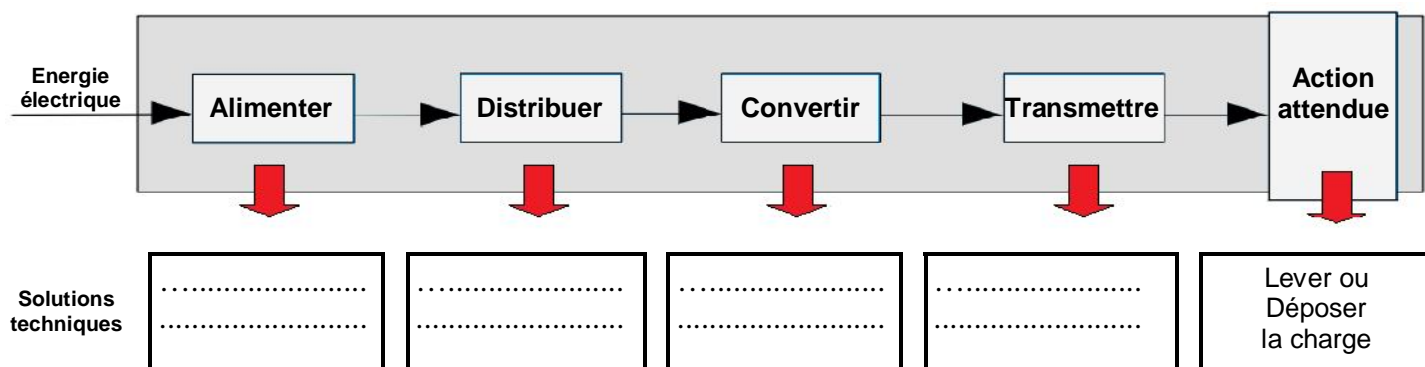 Energie
électrique
Alimenter
Distribuer
Convertir
Transmettre
Action
attendue
Solutions
techniques
...........................
...........................
...........................
...........................
...........................
...........................
...........................
...........................
Lever ou
Déposer
la charge